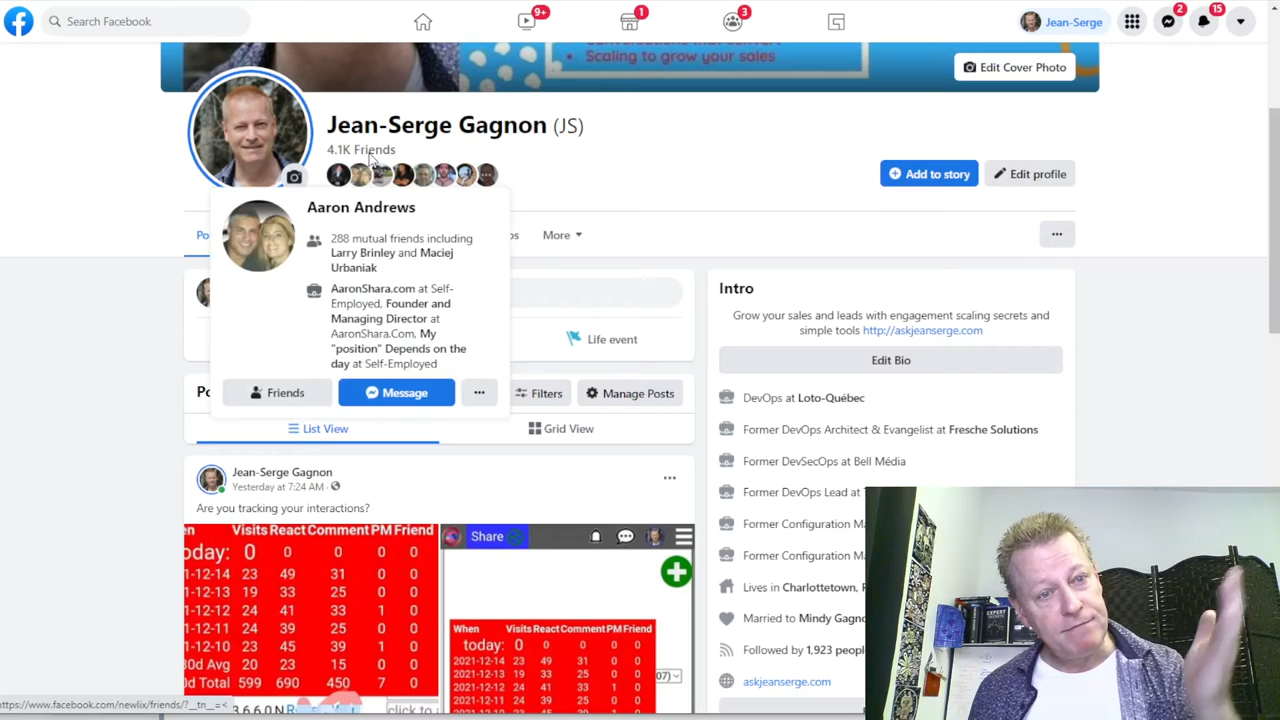 Search Facebook
9+
1
3
Jean-Serge
2
15
Conversations that convert
• Scaling to grow your sales
Edit Cover Photo
Jean-Serge Gagnon (JS)
4.1K Friends
Add to story
Edit profile
Aaron Andrews
288 mutual friends including
Larry Brinley and Maciej
Urbaniak
AaronShara.com at Self-
Employed, Founder and
Managing Director at
AaronShara.Com, My
"position" Depends on the
day at Self-Employed
Friends
Message
...
More
...
Life event
Filters
Manage Posts
List View
Grid View
Jean-Serge Gagnon
Yesterday at 7:24 AM ·
Are you tracking your interactions?
Visits React Comment PM Friend
today: 0 0 0 0 0
1-12-14 23 49 31 0 0
1-12-13 19 33 25 0 0
1-12-12 24 41 33 1 0
1-12-11 24 39 25 0 0
1-12-10 23 45 39 1 0
30d Avg 20 23 15 0 0
0d Total 599 690 450 7 0
click to
Share
When Visits React Comment PM Friend
today: 0 0 0 0 0
2021-12-14 23 49 31 0 0
2021-12-13 19 33 25 0 0
2021-12-12 24 41 33 1 0
2021-12-11 24 39 25 0 0
07)
Intro
Grow your sales and leads with engagement scaling secrets and
simple tools http://askjeanserge.com
Edit Bio
DevOps at Loto-Québec
Former DevOps Architect & Evangelist at Fresche Solutions
Former DevSecOps at Bell Média
Former DevOps Lead at
Former Configuration
Former Configuration
Lives in Charlottetown,
Married to Mindy
Followed by 1,923
askjeanserge.com
EXPERT
SECRETS
https://www.facebook.com/newlix/friends/?__tn__=<